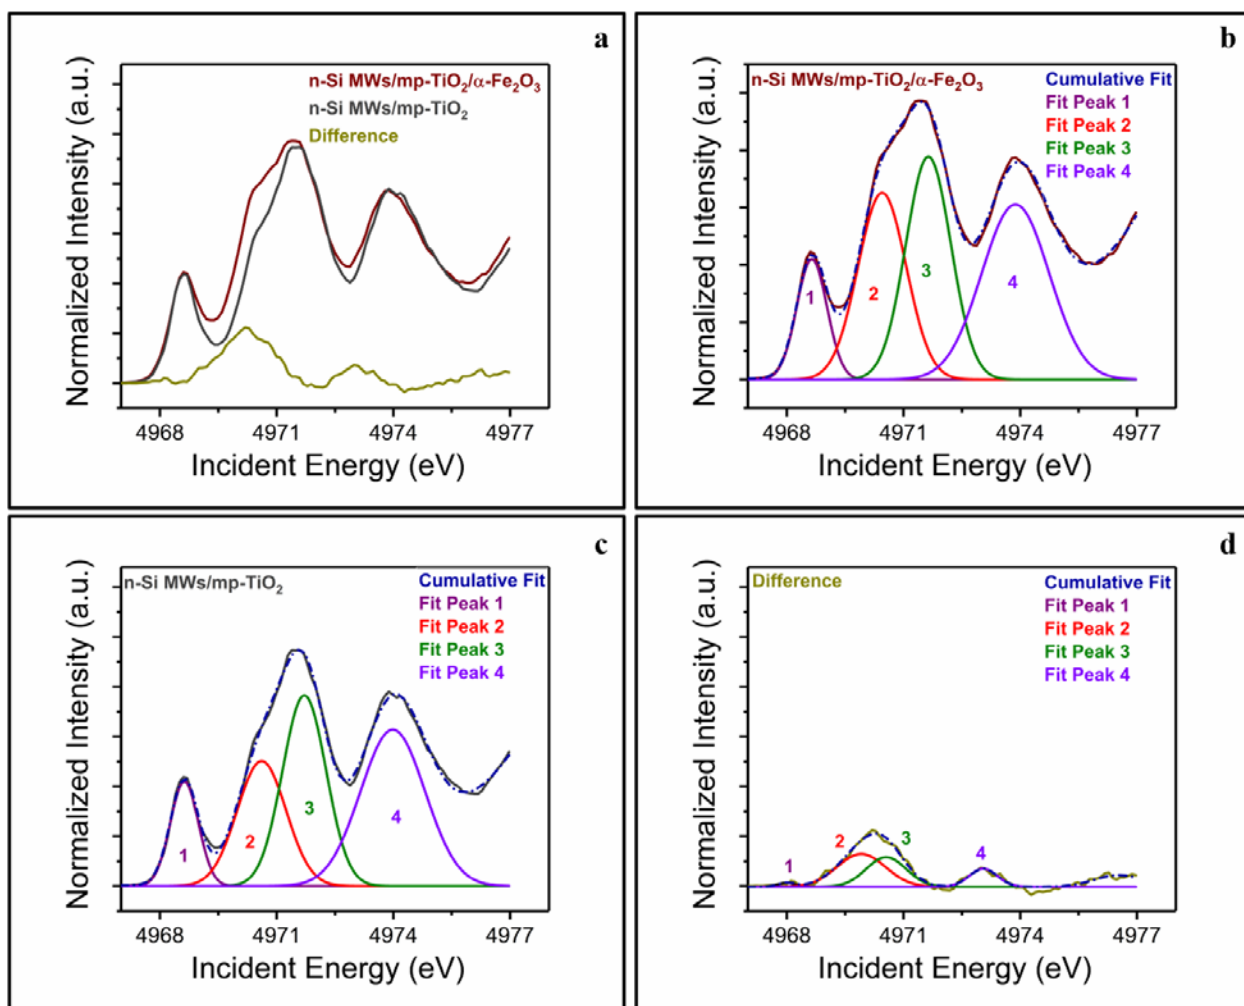 a
n-Si MWs/mp-TiO₂/α-Fe₂O₃
n-Si MWs/mp-TiO₂
Difference
Normalized Intensity (a.u.)
4968 4971 4974 4977
Incident Energy (eV)
b
n-Si MWs/mp-TiO₂/α-Fe₂O₃
Cumulative Fit
Fit Peak 1
Fit Peak 2
Fit Peak 3
Fit Peak 4
1
2
3
4
Normalized Intensity (a.u.)
4968 4971 4974 4977
Incident Energy (eV)
c
n-Si MWs/mp-TiO₂
Cumulative Fit
Fit Peak 1
Fit Peak 2
Fit Peak 3
Fit Peak 4
1
2
3
4
Normalized Intensity (a.u.)
4968 4971 4974 4977
Incident Energy (eV)
d
Difference
Cumulative Fit
Fit Peak 1
Fit Peak 2
Fit Peak 3
Fit Peak 4
1
2
3
4
Normalized Intensity (a.u.)
4968 4971 4974 4977
Incident Energy (eV)